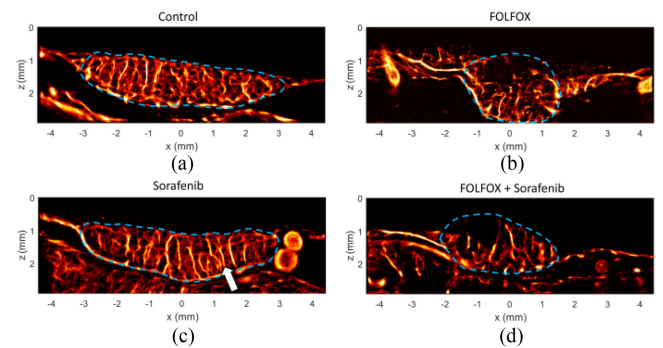 Control
FOLFOX
0
1
2
z (mm)
-4 -3 -2 -1 0 1 2 3 4
x (mm)
(a)
0
1
2
z (mm)
-4 -3 -2 -1 0 1 2 3 4
x (mm)
(b)
Sorafenib
FOLFOX + Sorafenib
0
1
2
z (mm)
-4 -3 -2 -1 0 1 2 3 4
x (mm)
(c)
0
1
2
z (mm)
-4 -3 -2 -1 0 1 2 3 4
x (mm)
(d)